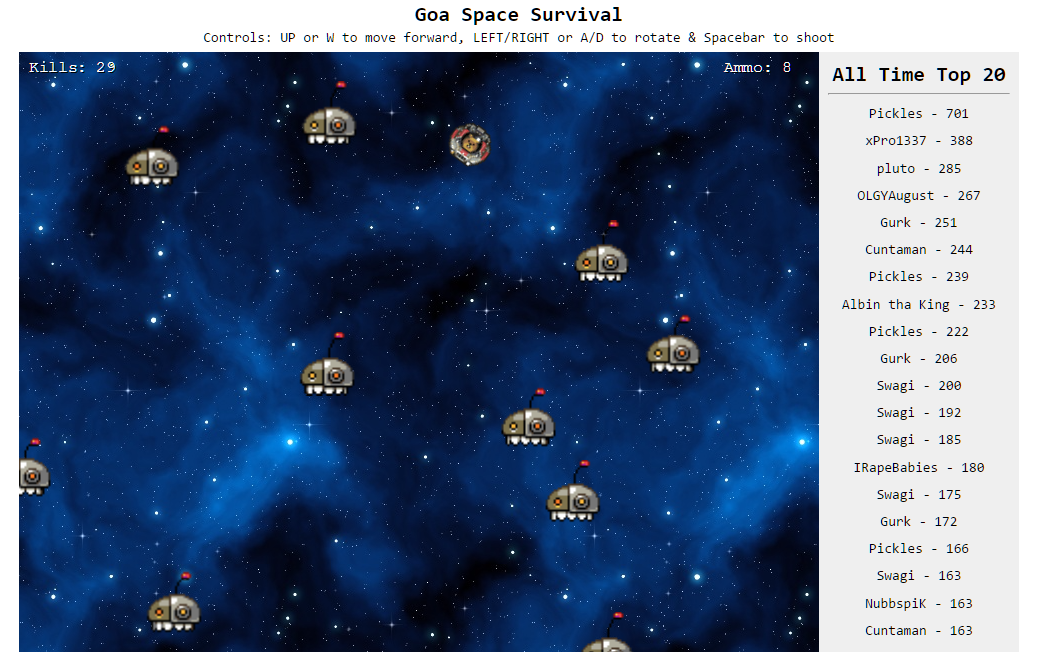 Goa Space Survival
Controls: UP or W to move forward, LEFT/RIGHT or A/D to rotate & Spacebar to shoot
Kills: 29
Ammo: 8
All Time Top 20
Pickles - 701
xPro1337 - 388
pluto - 285
OLGYAugust - 267
Gurk - 251
Cuntaman - 244
Pickles - 239
Albin tha King - 233
Pickles - 222
Gurk - 206
Swagi - 200
Swagi - 192
Swagi - 185
IRapeBabies - 180
Swagi - 175
Gurk - 172
Pickles - 166
Swagi - 163
NubbspiK - 163
Cuntaman - 163